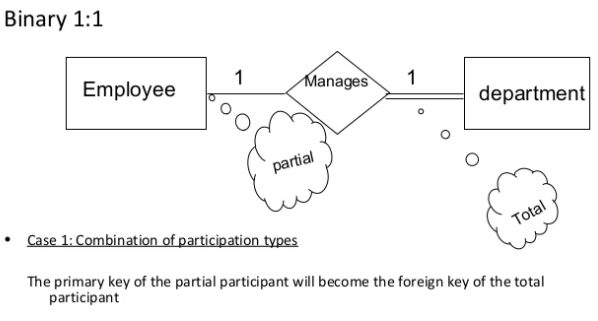 Binary 1:1
Employee
1
Manages
1
department
partial
Total
• Case 1: Combination of participation types
The primary key of the partial participant will become the foreign key of the total
participant